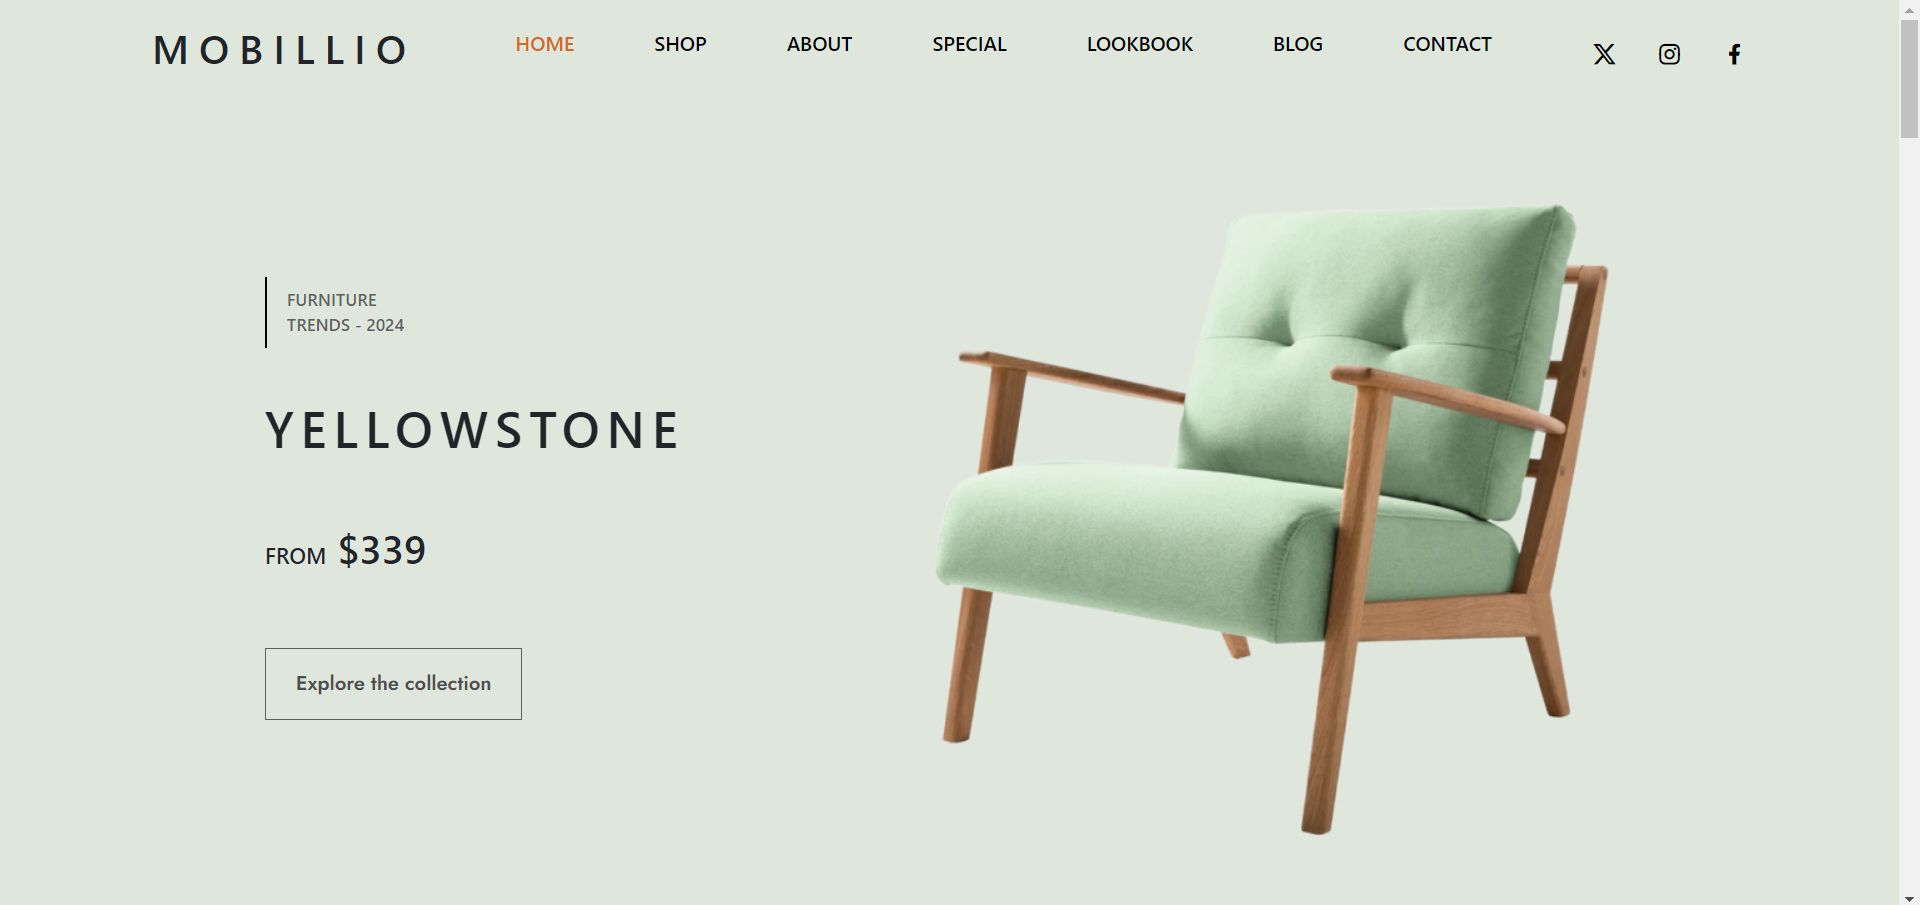 MOBILLIO
HOME SHOP ABOUT SPECIAL LOOKBOOK BLOG CONTACT
FURNITURE
TRENDS - 2024
YELLOWSTONE
FROM $339
Explore the collection